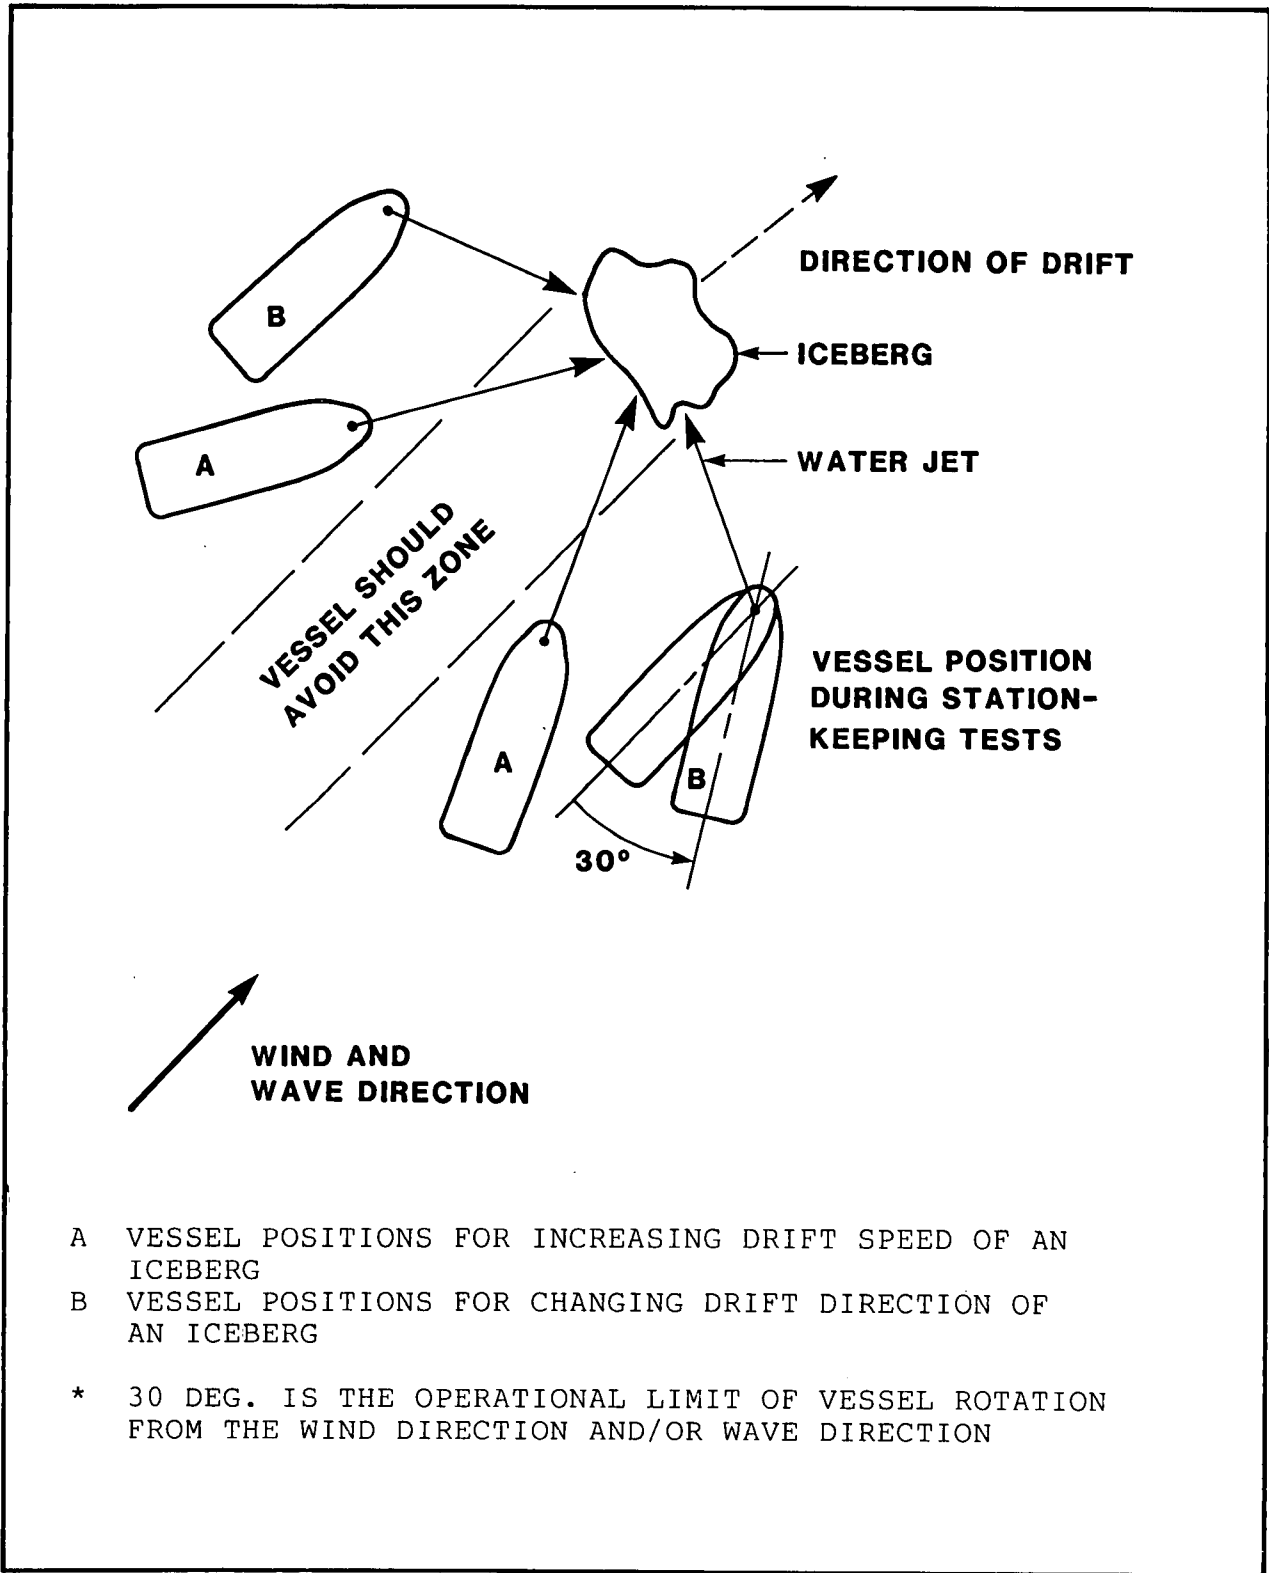 DIRECTION OF DRIFT
B
ICEBERG
A
WATER JET
VESSEL SHOULD
AVOID THIS ZONE
VESSEL POSITION
DURING STATION-
KEEPING TESTS
A
B
30°
WIND AND
WAVE DIRECTION
A VESSEL POSITIONS FOR INCREASING DRIFT SPEED OF AN
ICEBERG
B VESSEL POSITIONS FOR CHANGING DRIFT DIRECTION OF
AN ICEBERG
* 30 DEG. IS THE OPERATIONAL LIMIT OF VESSEL ROTATION
FROM THE WIND DIRECTION AND/OR WAVE DIRECTION